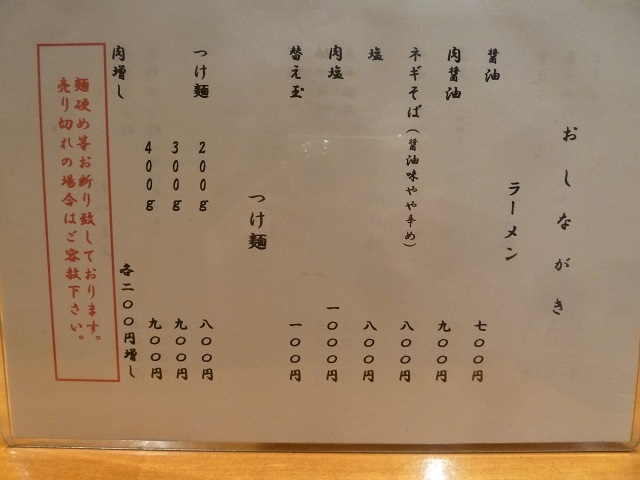 おしながき
ラーメン
醤油 七〇〇円
肉醤油 九〇〇円
ネギそば（醤油味やや辛め） 八〇〇円
塩 八〇〇円
肉塩 一〇〇〇円
替え玉 一〇〇円
つけ麺
つけ麺 200g 八〇〇円
300g 九〇〇円
400g 九〇〇円
肉増し 各二〇〇円増し
麺硬め等お断り致しております。
売り切れの場合はご容赦下さい。